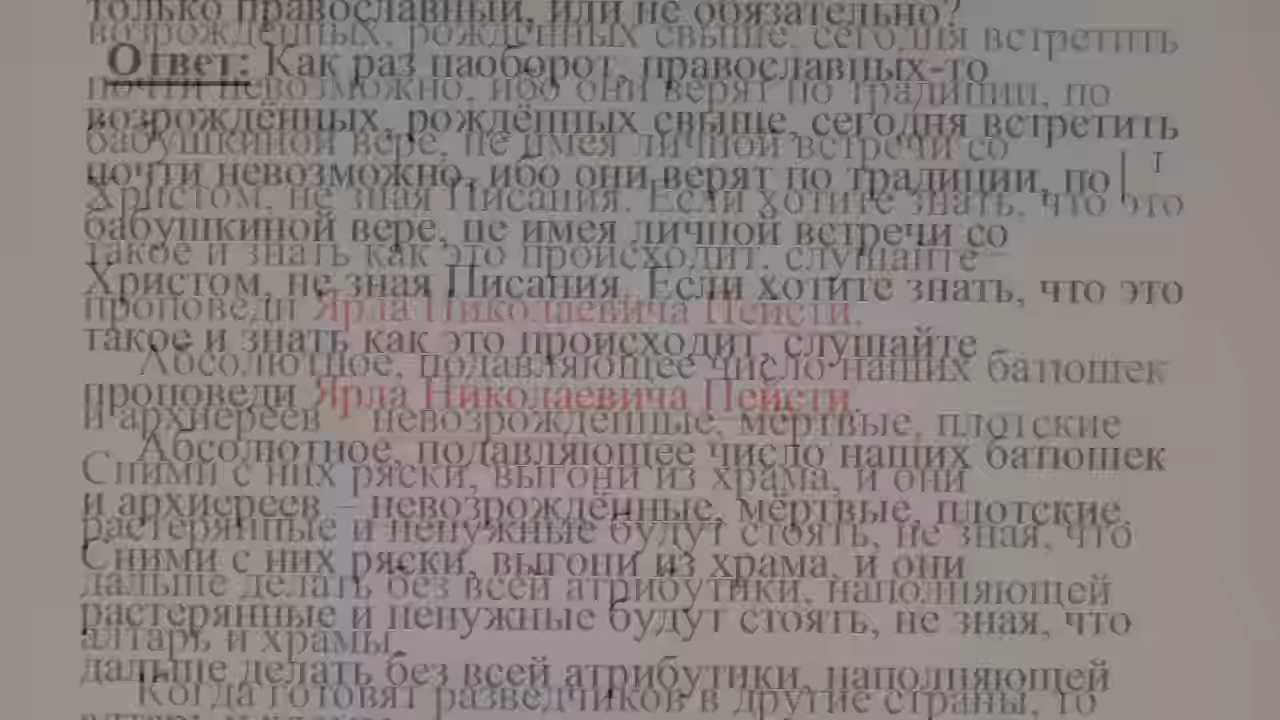 только православный, или не обязательно?
Ответ: Как раз наоборот, православных-то
возрождённых, рождённых свыше, сегодня встретить
почти невозможно, ибо они верят по традиции, по
бабушкиной вере, не имея личной встречи со
Христом, не зная Писания. Если хотите знать, что это
такое и знать как это происходит, слушайте
проповеди Ярла Николаевича Пейсти.
Абсолютное, подавляющее число наших батюшек
и архиереев – невозрождённые, мёртвые, плотские
Сними с них ряски, выгони из храма, и они
растерянные и ненужные будут стоять, не зная, что
дальше делать без всей атрибутики, наполняющей
алтарь и храмы.
Когда готовят разведчиков в другие страны, то